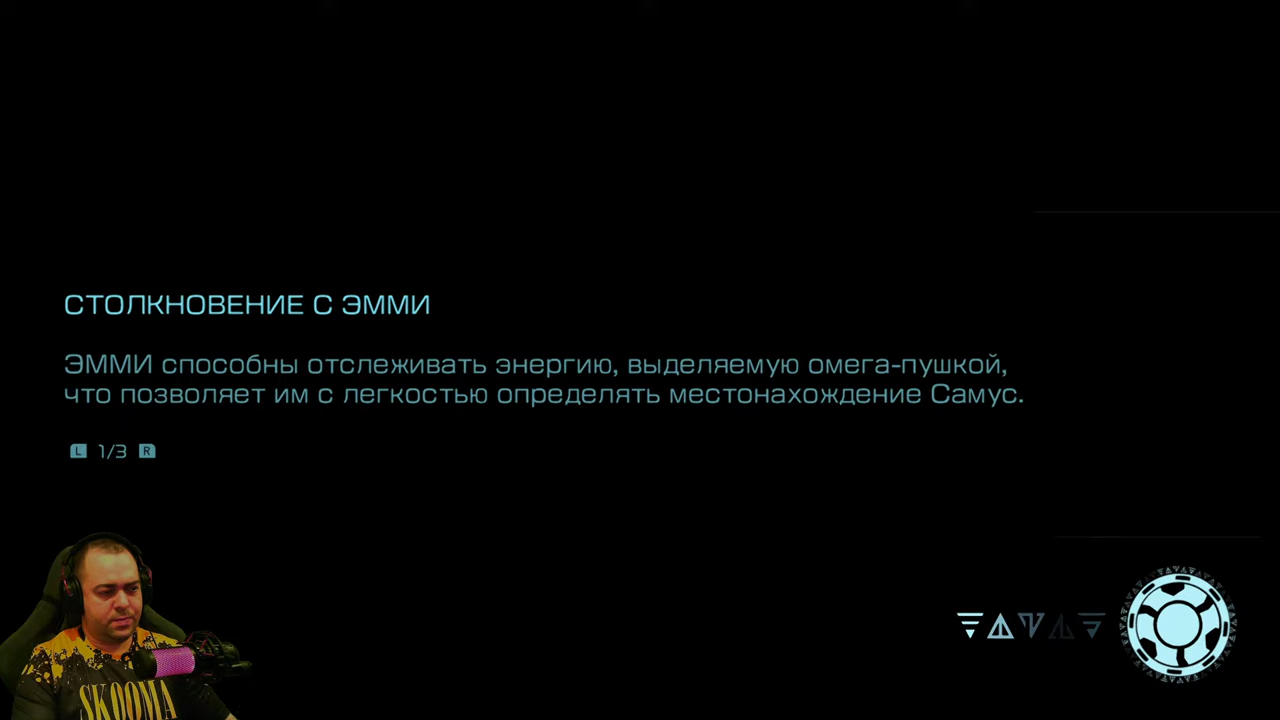 СТОЛКНОВЕНИЕ С ЭММИ
ЭММИ способны отслеживать энергию, выделяемую омега-пушкой,
что позволяет им с легкостью определять местонахождение Самус.
L 1/3 R
SKOOMA